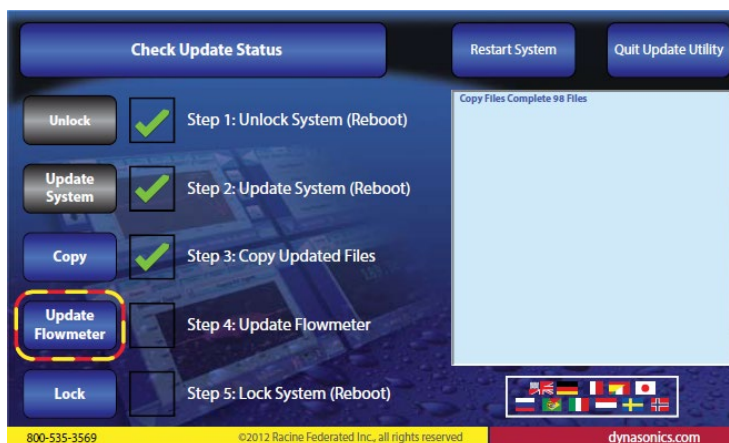 Check Update Status
Restart System
Quit Update Utility
Copy Files Complete 98 Files
Unlock
Step 1: Unlock System (Reboot)
Update
System
Step 2: Update System (Reboot)
Copy
Step 3: Copy Updated Files
Update
Flowmeter
Step 4: Update Flowmeter
Lock
Step 5: Lock System (Reboot)
800-535-3569
©2012 Racine Federated Inc., all rights reserved
dynasonics.com